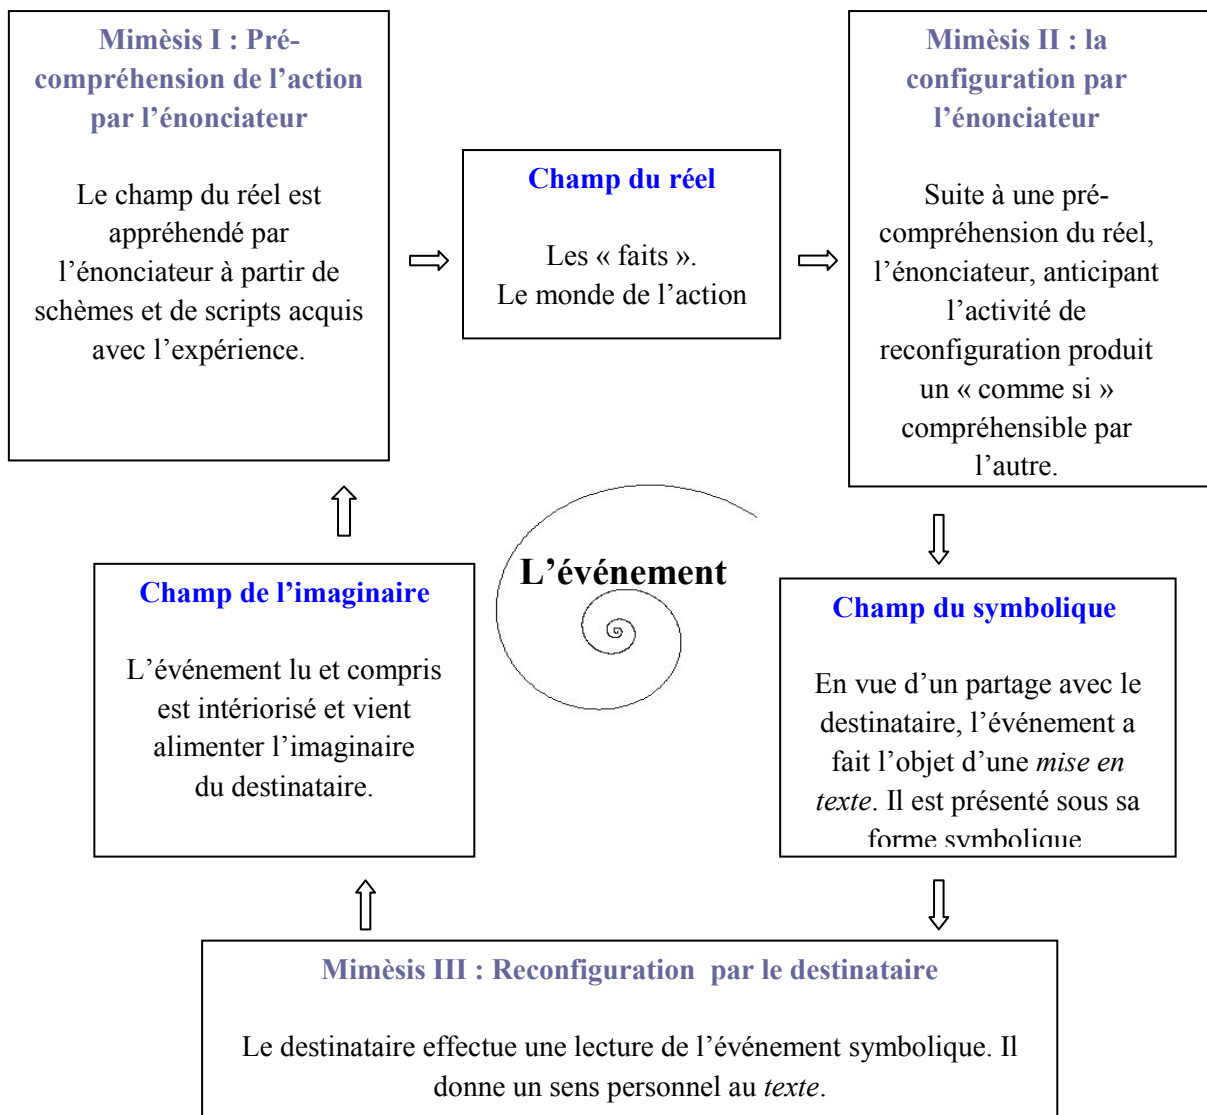 Mimèsis I : Pré-
compréhension de l’action
par l’énonciateur
Le champ du réel est
appréhendé par
l’énonciateur à partir de
schèmes et de scripts acquis
avec l’expérience.
Champ du réel
Les « faits ».
Le monde de l’action
Mimèsis II : la
configuration par
l’énonciateur
Suite à une pré-
compréhension du réel,
l’énonciateur, anticipant
l’activité de
reconfiguration produit
un « comme si »
compréhensible par
l’autre.
L’événement
Champ du symbolique
En vue d’un partage avec le
destinataire, l’événement a
fait l’objet d’une mise en
texte. Il est présenté sous sa
forme symbolique
Mimèsis III : Reconfiguration par le destinataire
Le destinataire effectue une lecture de l’événement symbolique. Il
donne un sens personnel au texte.
Champ de l’imaginaire
L’événement lu et compris
est intériorisé et vient
alimenter l’imaginaire
du destinataire.